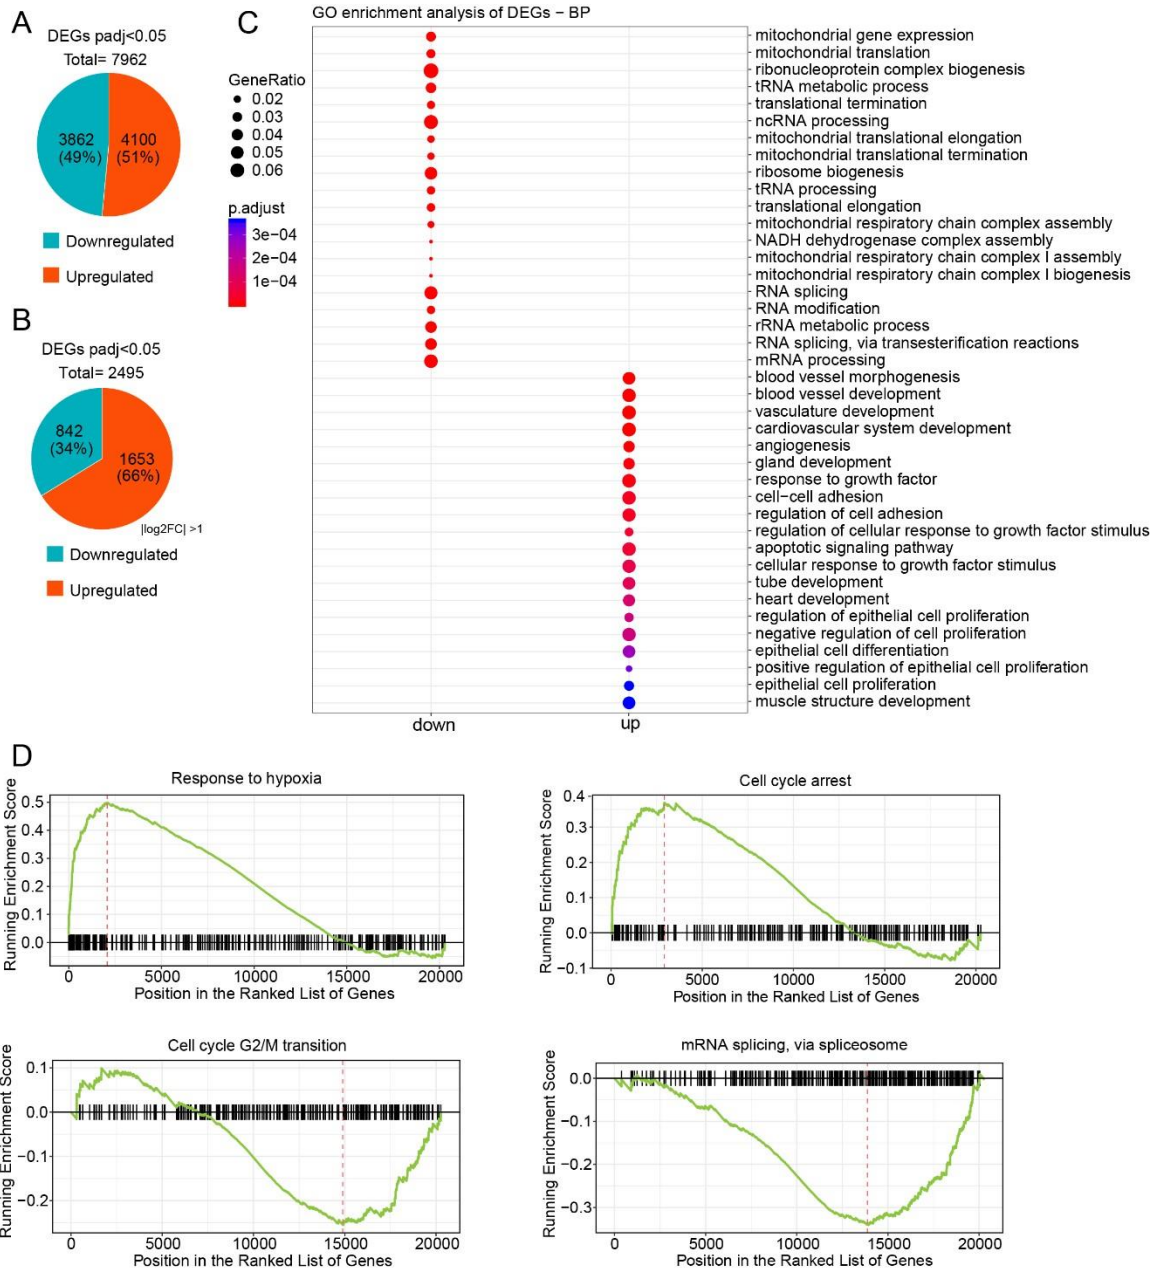 A
DEGs padj<0.05
Total= 7962
3862
(49%)
4100
(51%)
Downregulated
Upregulated
B
DEGs padj<0.05
Total= 2495
842
(34%)
1653
(66%)
|log2FC| >1
Downregulated
Upregulated
C
GO enrichment analysis of DEGs − BP
GeneRatio
0.02
0.03
0.04
0.05
0.06
p.adjust
3e−04
2e−04
1e−04
mitochondrial gene expression
mitochondrial translation
ribonucleoprotein complex biogenesis
tRNA metabolic process
translational termination
ncRNA processing
mitochondrial translational elongation
mitochondrial translational termination
ribosome biogenesis
tRNA processing
translational elongation
mitochondrial respiratory chain complex assembly
NADH dehydrogenase complex assembly
mitochondrial respiratory chain complex I assembly
mitochondrial respiratory chain complex I biogenesis
RNA splicing
RNA modification
rRNA metabolic process
RNA splicing, via transesterification reactions
mRNA processing
blood vessel morphogenesis
blood vessel development
vasculature development
cardiovascular system development
angiogenesis
gland development
response to growth factor
cell−cell adhesion
regulation of cell adhesion
regulation of cellular response to growth factor stimulus
apoptotic signaling pathway
cellular response to growth factor stimulus
tube development
heart development
regulation of epithelial cell proliferation
negative regulation of cell proliferation
epithelial cell differentiation
positive regulation of epithelial cell proliferation
epithelial cell proliferation
muscle structure development
down
up
D
Response to hypoxia
Running Enrichment Score
0.5
0.4
0.3
0.2
0.1
0.0
0 5000 10000 15000 20000
Position in the Ranked List of Genes
Cell cycle arrest
Running Enrichment Score
0.4
0.3
0.2
0.1
0.0
−0.1
0 5000 10000 15000 20000
Position in the Ranked List of Genes
Cell cycle G2/M transition
Running Enrichment Score
0.1
0.0
−0.1
−0.2
0 5000 10000 15000 20000
Position in the Ranked List of Genes
mRNA splicing, via spliceosome
Running Enrichment Score
0.0
−0.1
−0.2
−0.3
0 5000 10000 15000 20000
Position in the Ranked List of Genes